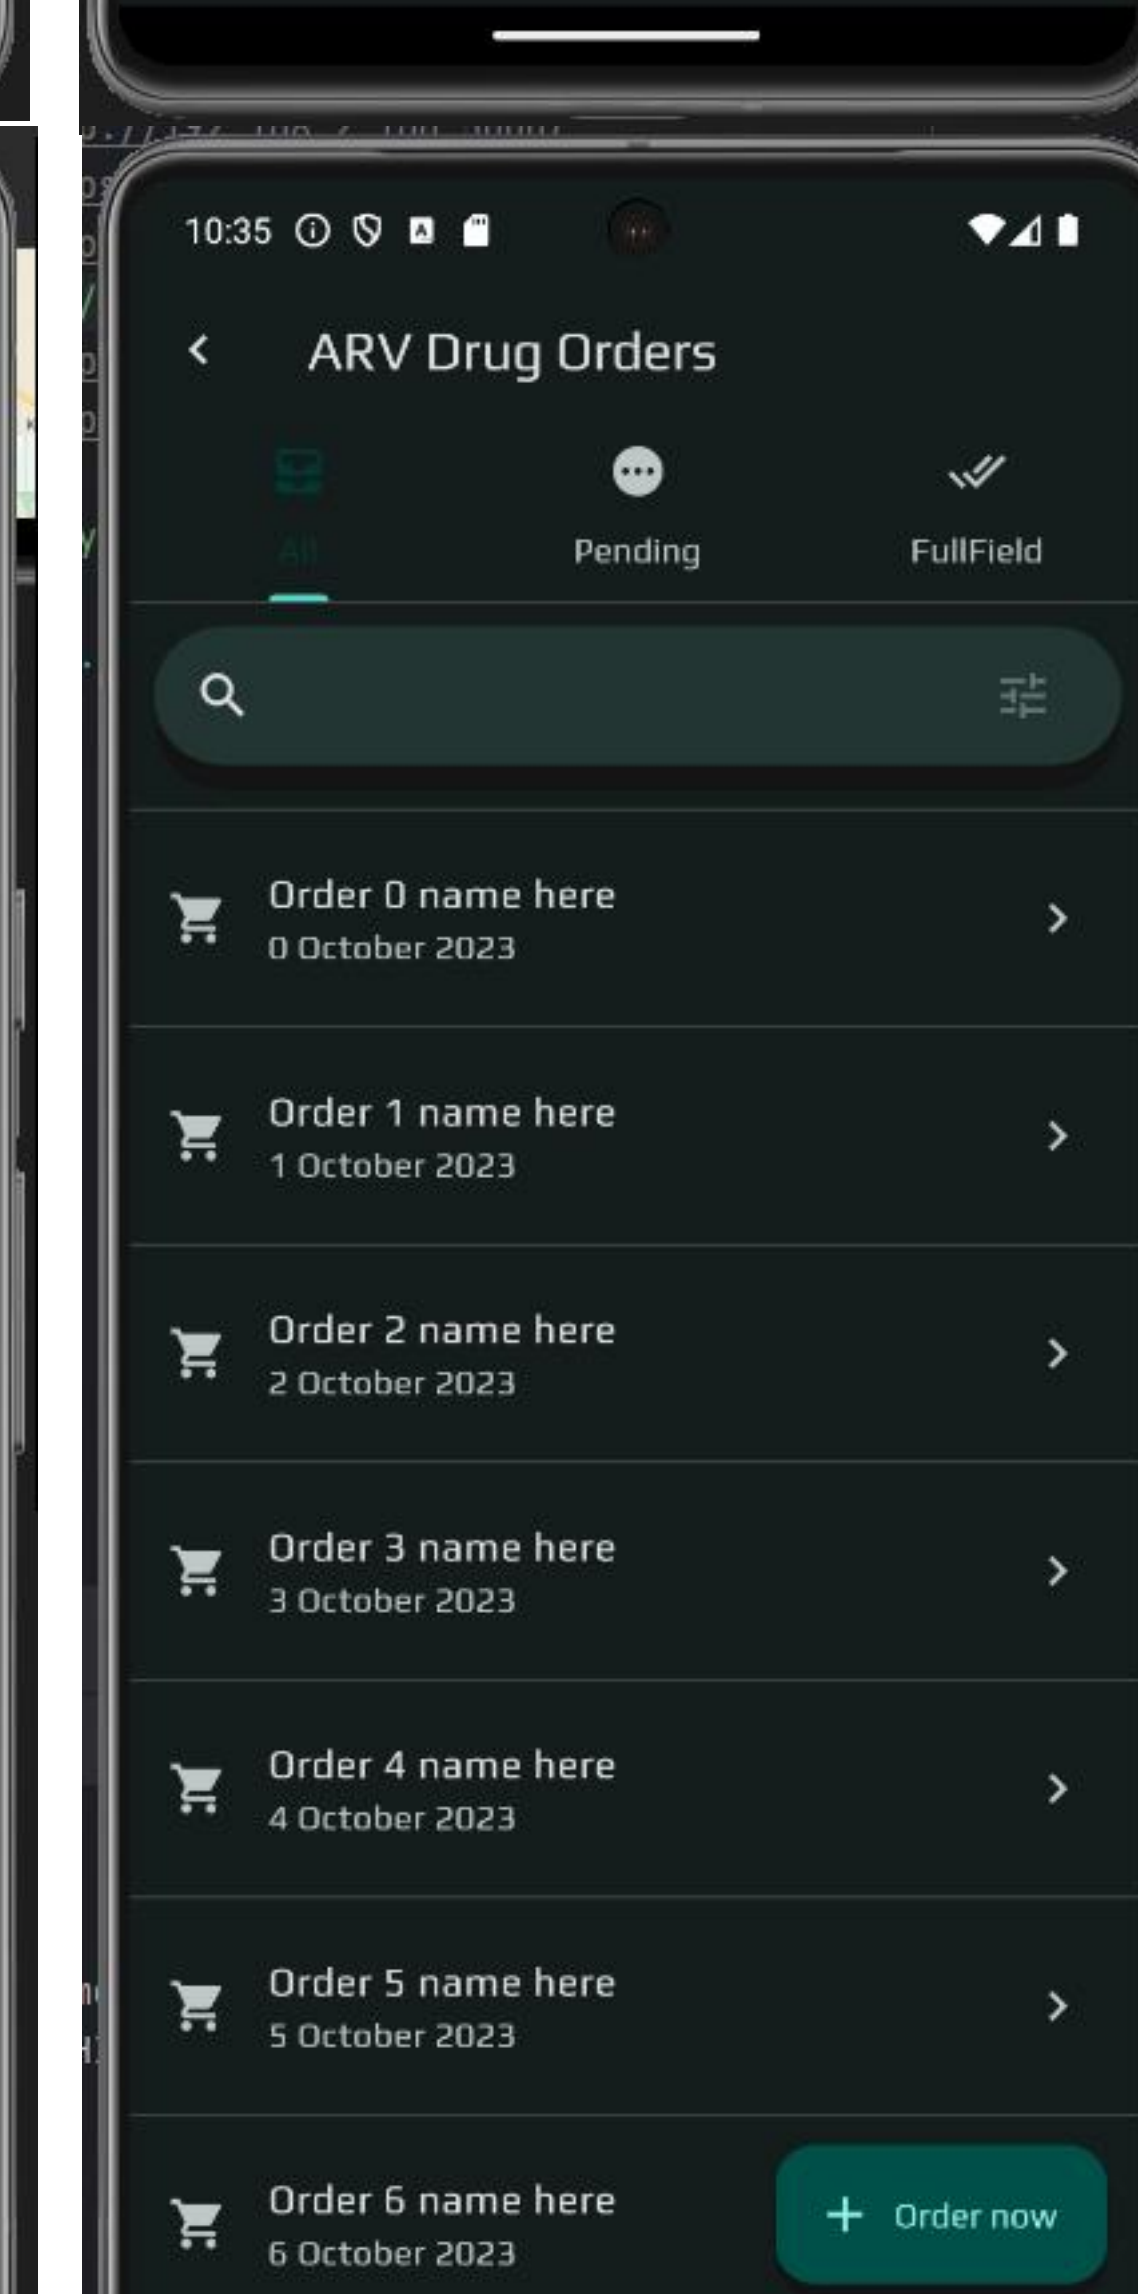 10:35
ARV Drug Orders
All
Pending
FullField
Order 0 name here
0 October 2023
Order 1 name here
1 October 2023
Order 2 name here
2 October 2023
Order 3 name here
3 October 2023
Order 4 name here
4 October 2023
Order 5 name here
5 October 2023
Order 6 name here
6 October 2023
Order now